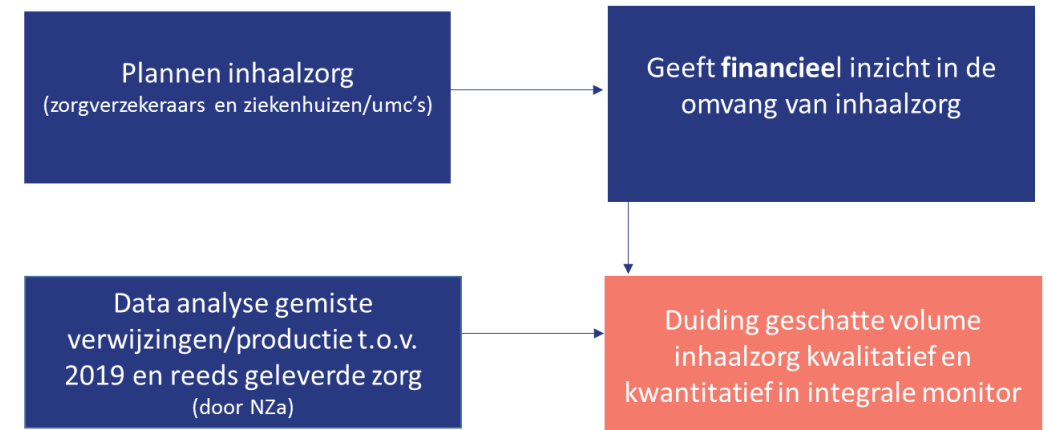 Plannen inhaalzorg
(zorgverzekeraars en ziekenhuizen/umc's)
Geeft financieel inzicht in de
omvang van inhaalzorg
Data analyse gemiste
verwijzingen/productie t.o.v.
2019 en reeds geleverde zorg
(door NZa)
Duiding geschatte volume
inhaalzorg kwalitatief en
kwantitatief in integrale monitor